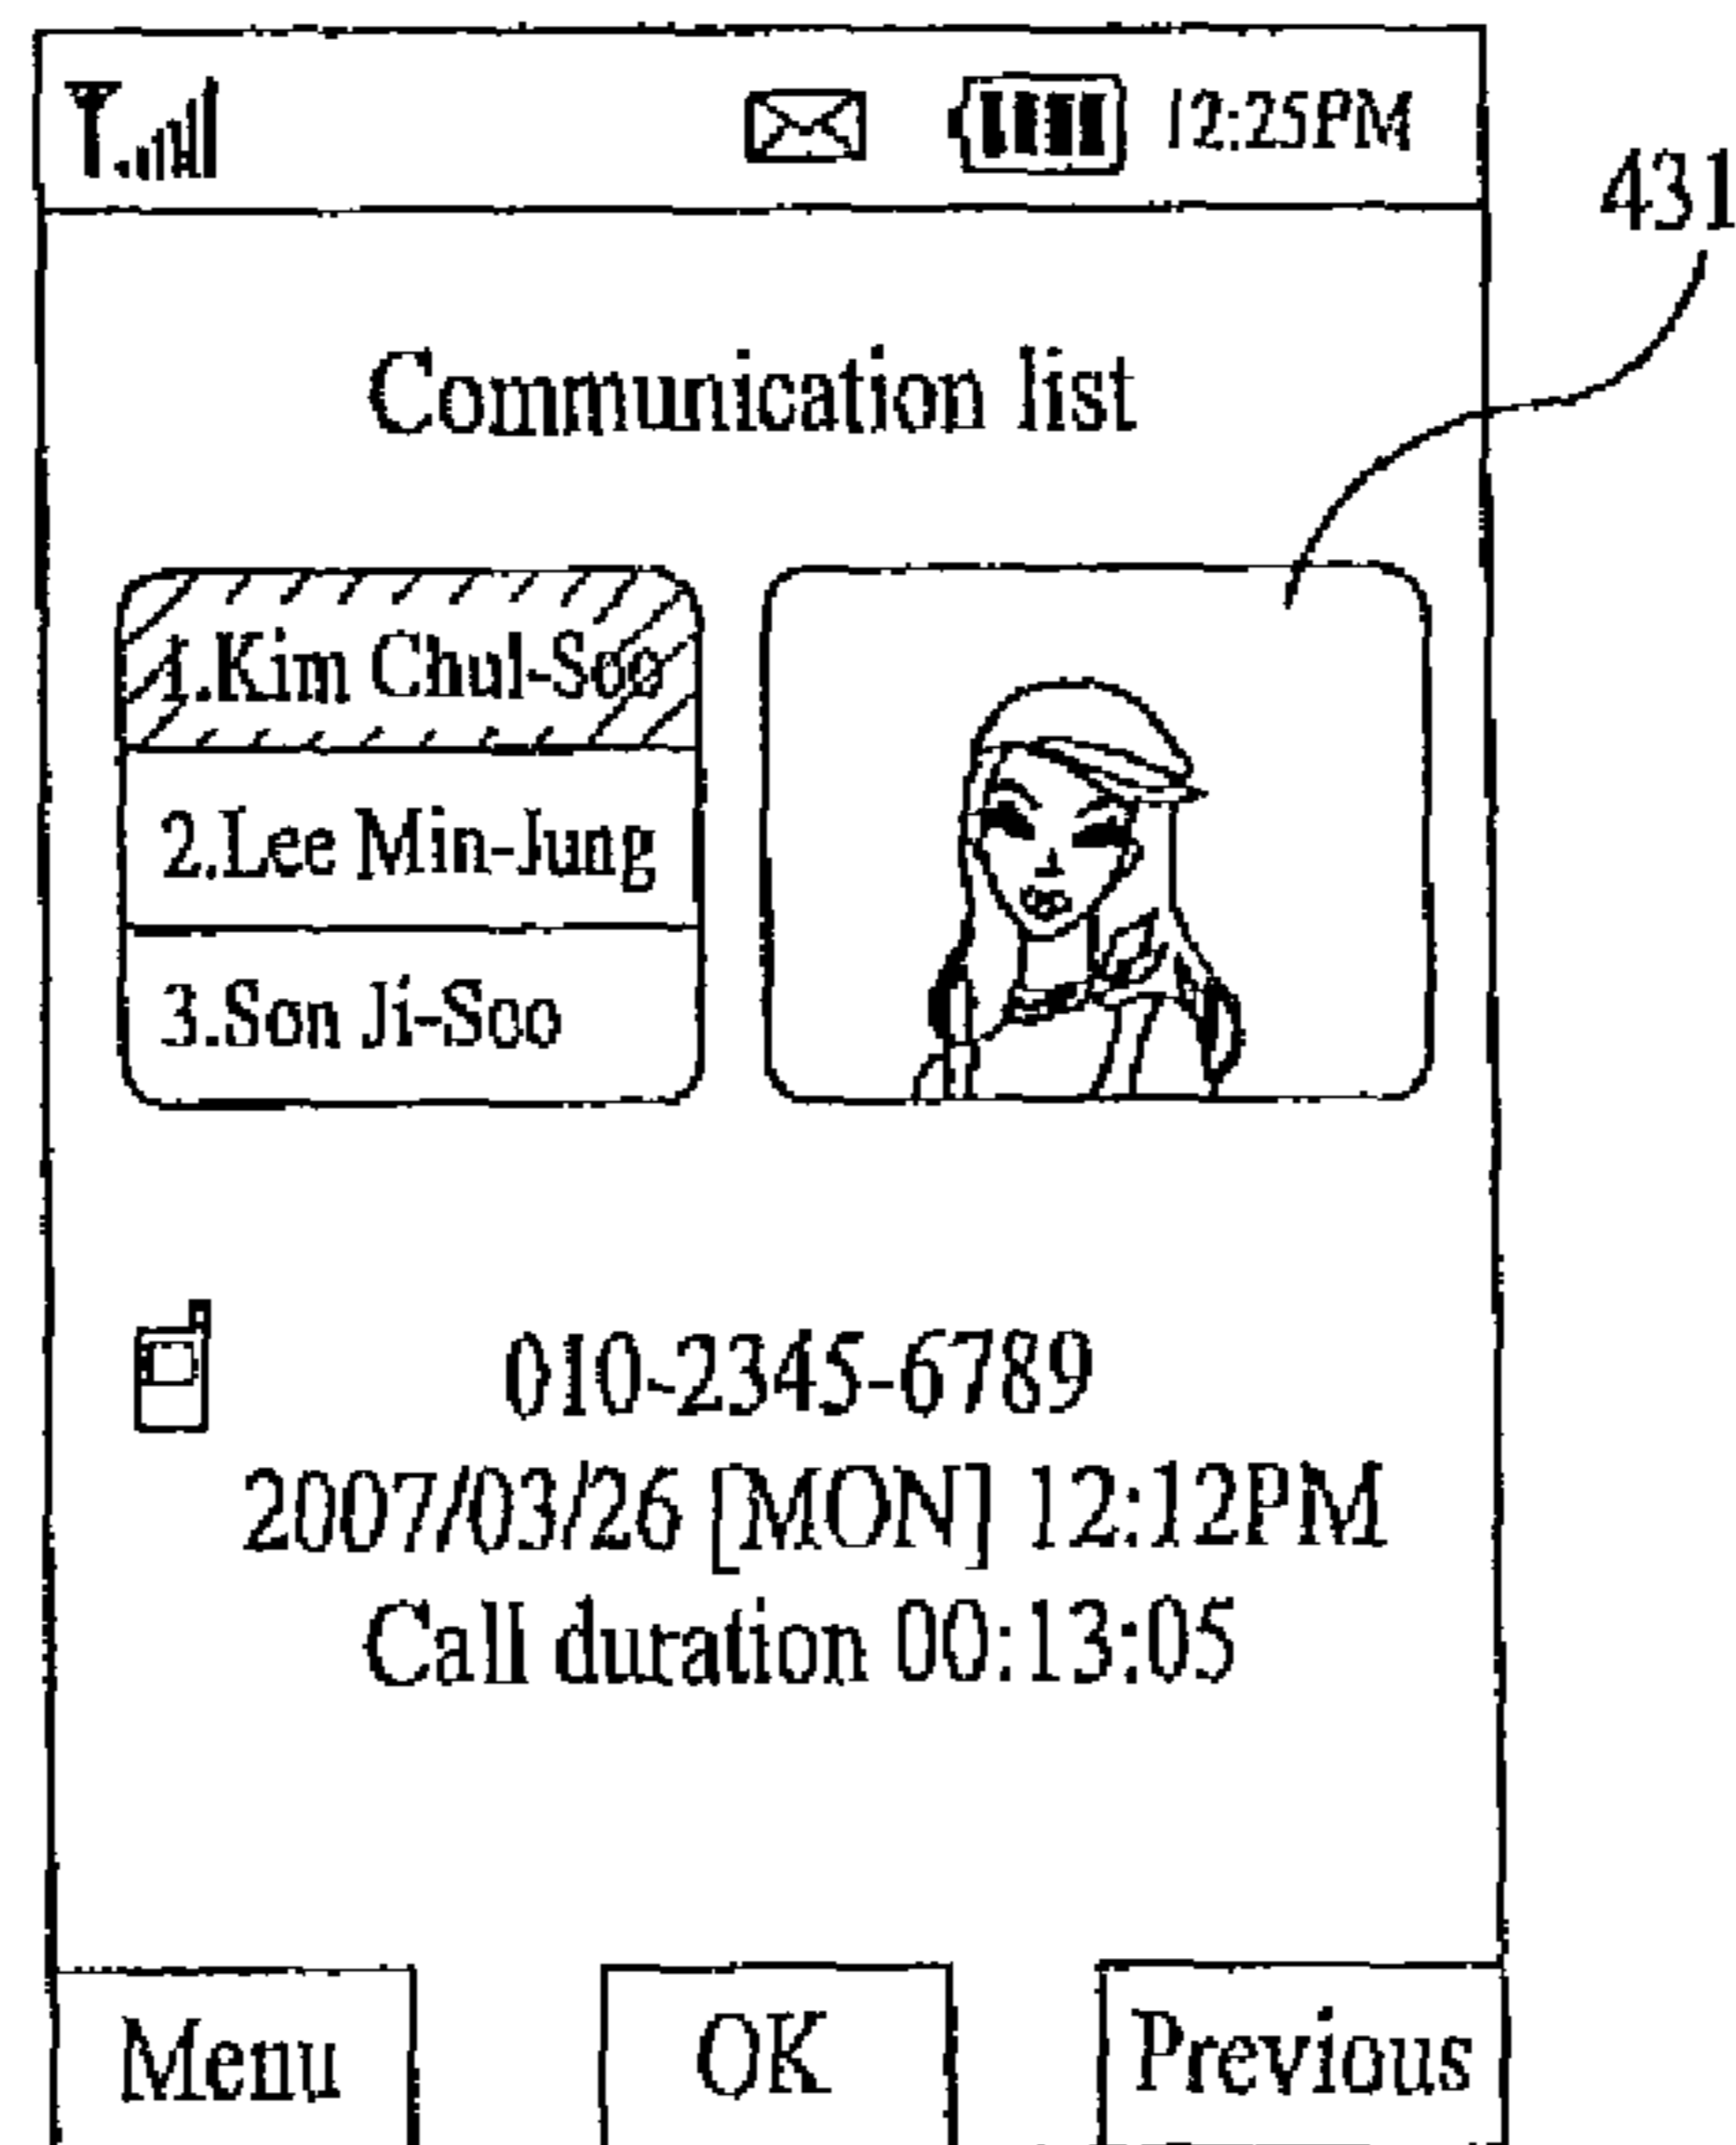 12:25PM
431
Communication list
1.Kim Chul-Soo
2.Lee Min-Jung
3.Son Ji-Soo
010-2345-6789
2007/03/26 [MON] 12:12PM
Call duration 00:13:05
Menu OK Previous